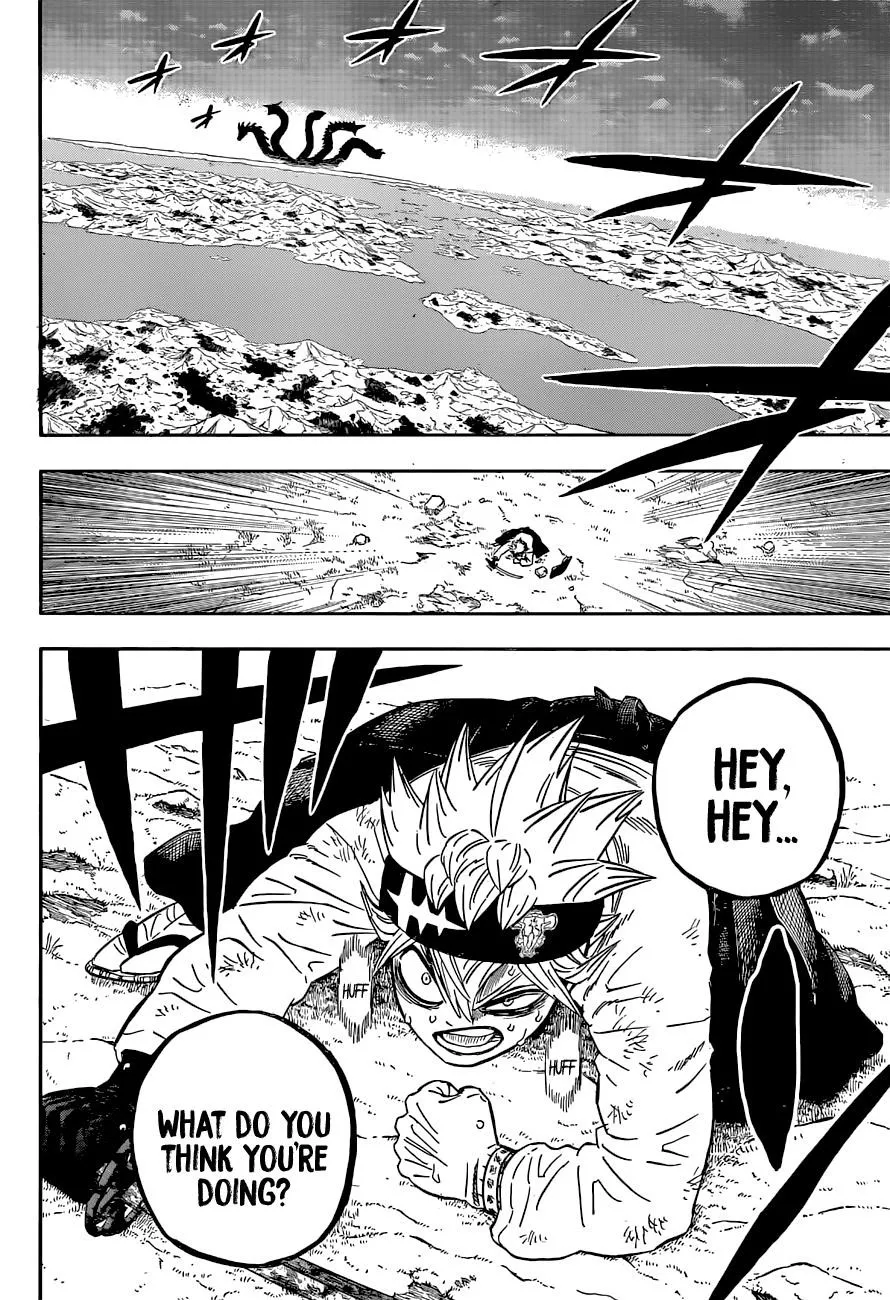 HEY,
HEY...
HUFF
HUFF
WHAT DO YOU
THINK YOU'RE
DOING?